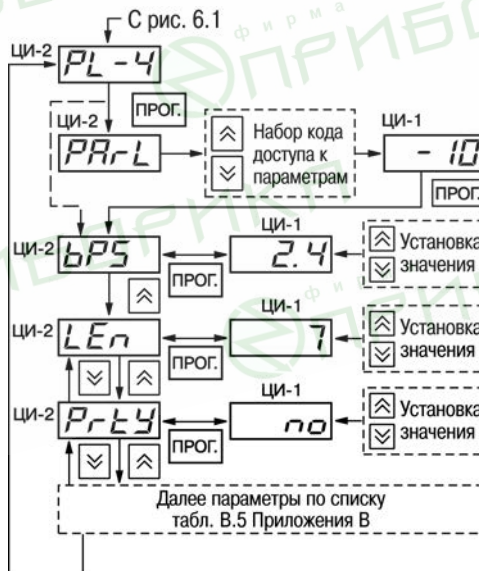 С рис. 6.1
ЦИ-2
PL-4
ПРОГ.
ЦИ-2
PArL
Набор кода
доступа к
параметрам
ЦИ-1
- 10
ПРОГ.
ЦИ-2
bPS
ПРОГ.
ЦИ-1
2.4
Установка
значения
ЦИ-2
LEn
ПРОГ.
ЦИ-1
7
Установка
значения
ЦИ-2
PrtY
ПРОГ.
ЦИ-1
no
Установка
значения
Далее параметры по списку
табл. В.5 Приложения В
фирма